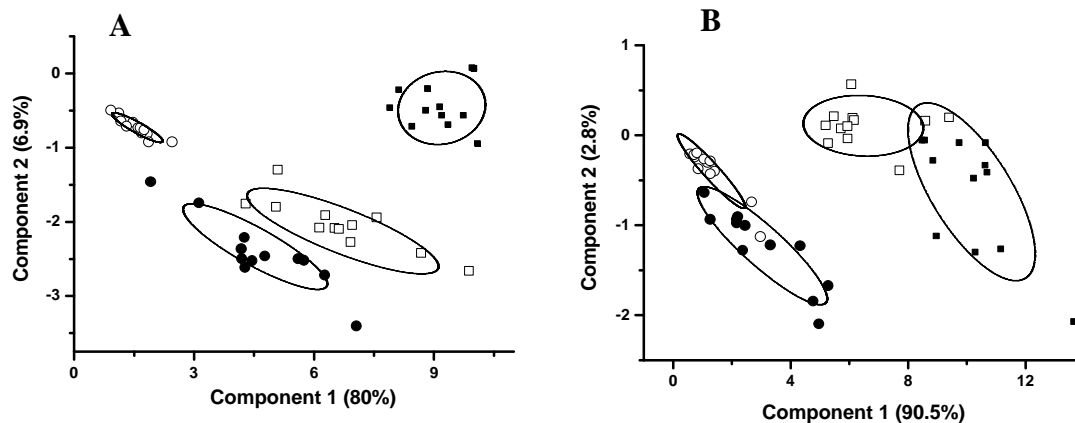 A
0
-1
-2
-3
3
6
9
Component 1 (80%)
Component 2 (6.9%)
B
1
0
-1
-2
0
4
8
12
Component 1 (90.5%)
Component 2 (2.8%)